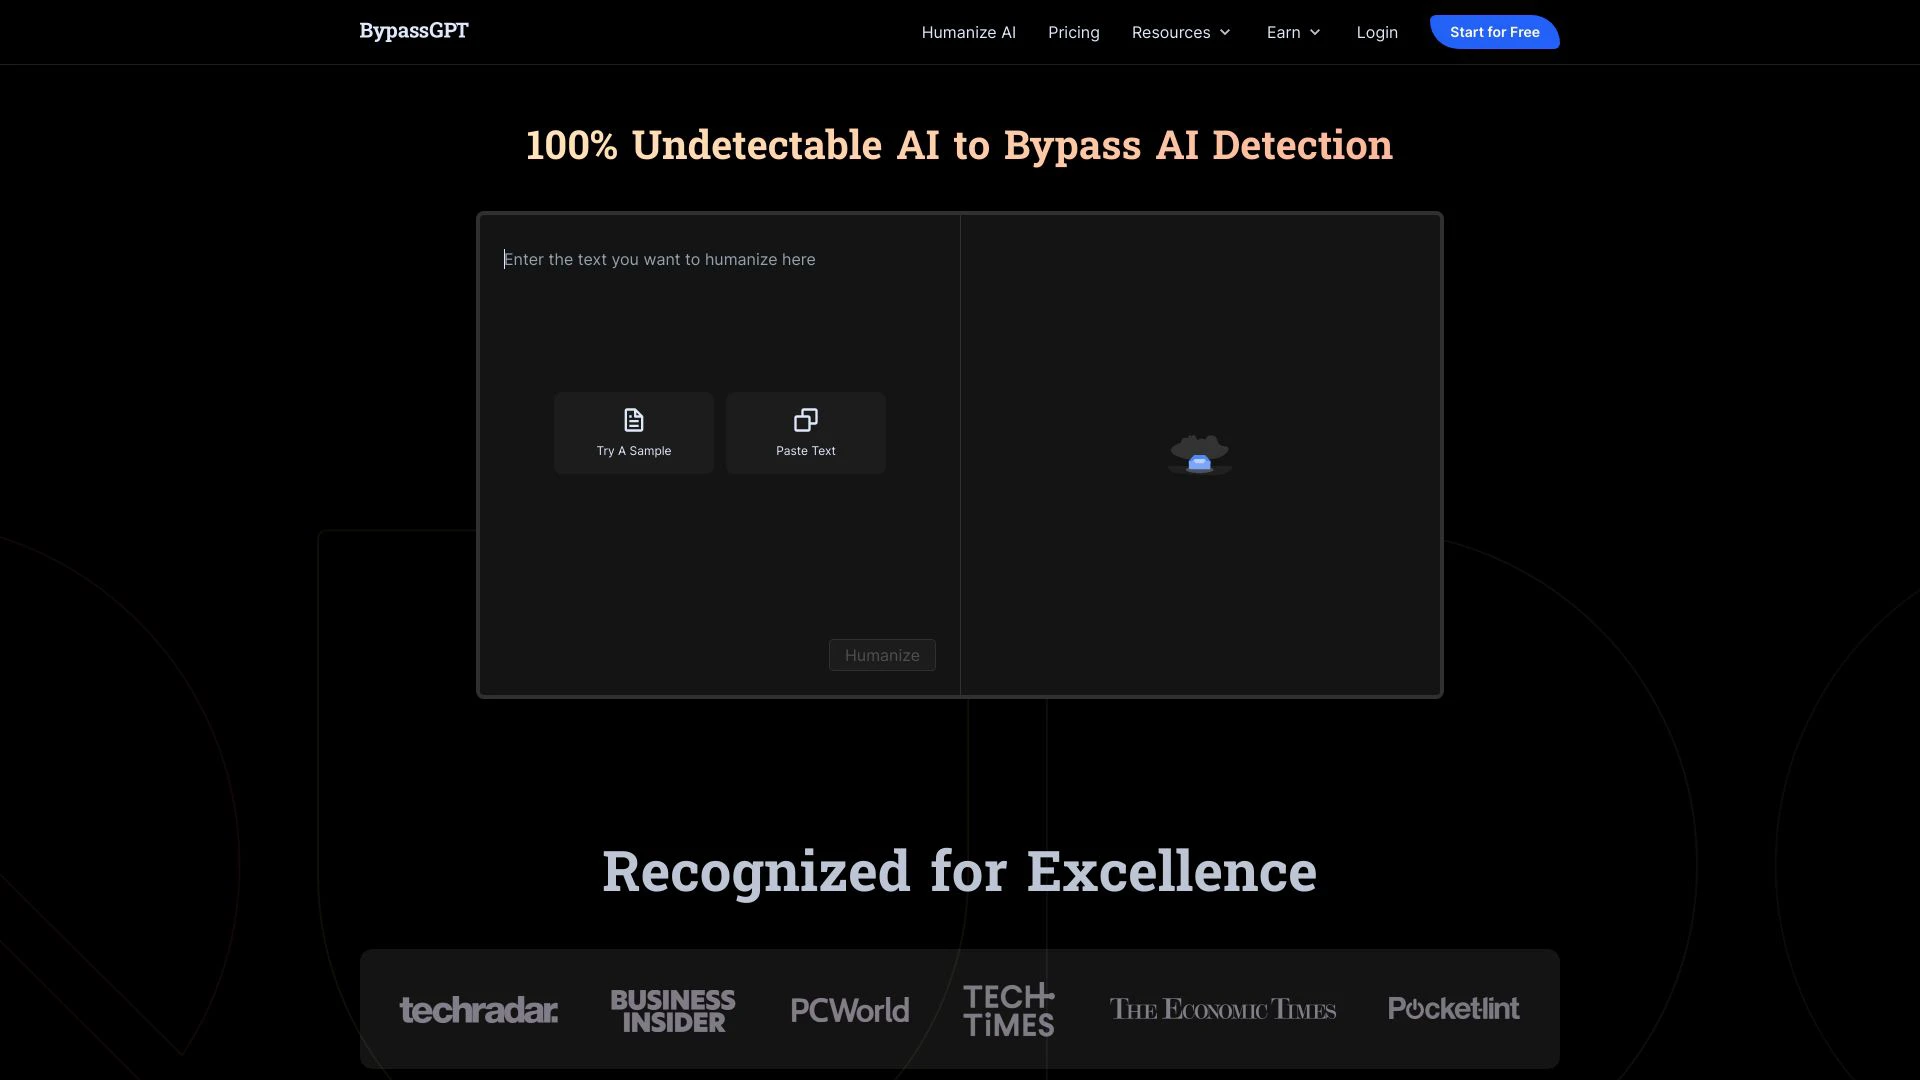 BypassGPT
Humanize AI
Pricing
Resources
Earn
Login
Start for Free
100% Undetectable AI to Bypass AI Detection
Enter the text you want to humanize here
Try A Sample
Paste Text
Humanize
Recognized for Excellence
techradar.
BUSINESS
INSIDER
PCWorld
TECH
TiMES
THE ECONOMIC TIMES
Pocket-lint